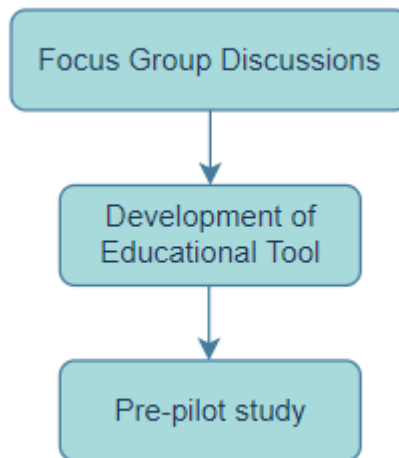 Focus Group Discussions
Development of
Educational Tool
Pre-pilot study